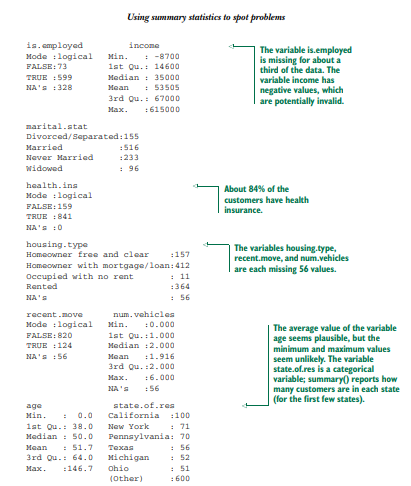 Using summary statistics to spot problems
is.employed income
Mode :logical Min. : -8700
FALSE:73 1st Qu.: 14600
TRUE :599 Median : 35000
NA's :328 Mean : 53505
3rd Qu.: 67000
Max. :615000
The variable is.employed
is missing for about a
third of the data. The
variable income has
negative values, which
are potentially invalid.
marital.stat
Divorced/Separated:155
Married :516
Never Married :233
Widowed : 96
health.ins
Mode :logical
FALSE:159
TRUE :841
NA's :0
About 84% of the
customers have health
insurance.
housing.type
Homeowner free and clear :157
Homeowner with mortgage/loan:412
Occupied with no rent : 11
Rented :364
NA's : 56
The variables housing.type,
recent.move, and num.vehicles
are each missing 56 values.
recent.move num.vehicles
Mode :logical Min. :0.000
FALSE:820 1st Qu.:1.000
TRUE :124 Median :2.000
NA's :56 Mean :1.916
3rd Qu.:2.000
Max. :6.000
NA's :56
The average value of the variable
age seems plausible, but the
minimum and maximum values
seem unlikely. The variable
state.of.res is a categorical
variable; summary() reports how
many customers are in each state
(for the first few states).
age state.of.res
Min. : 0.0 California :100
1st Qu.: 38.0 New York : 71
Median : 50.0 Pennsylvania: 70
Mean : 51.7 Texas : 56
3rd Qu.: 64.0 Michigan : 52
Max. :146.7 Ohio : 51
(Other) :600